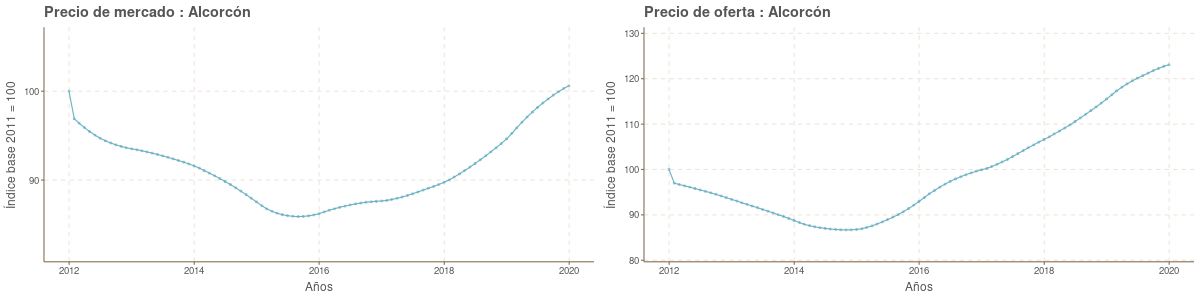 Precio de mercado : Alcorcón
Índice base 2011 = 100
100
90
2012 2014 2016 2018 2020
Años
Precio de oferta : Alcorcón
Índice base 2011 = 100
130
120
110
100
90
80
2012 2014 2016 2018 2020
Años